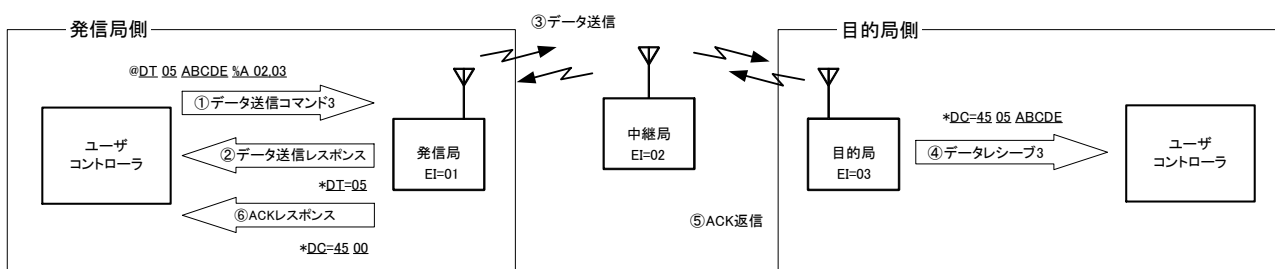 発信局側
@DT 05 ABCDE %A 02,03
①データ送信コマンド3
ユーザ
コントローラ
②データ送信レスポンス
*DT=05
⑥ACKレスポンス
*DC=45 00
発信局
EI=01
③データ送信
中継局
EI=02
⑤ACK返信
目的局側
目的局
EI=03
*DC=45 05 ABCDE
④データレシーブ3
ユーザ
コントローラ